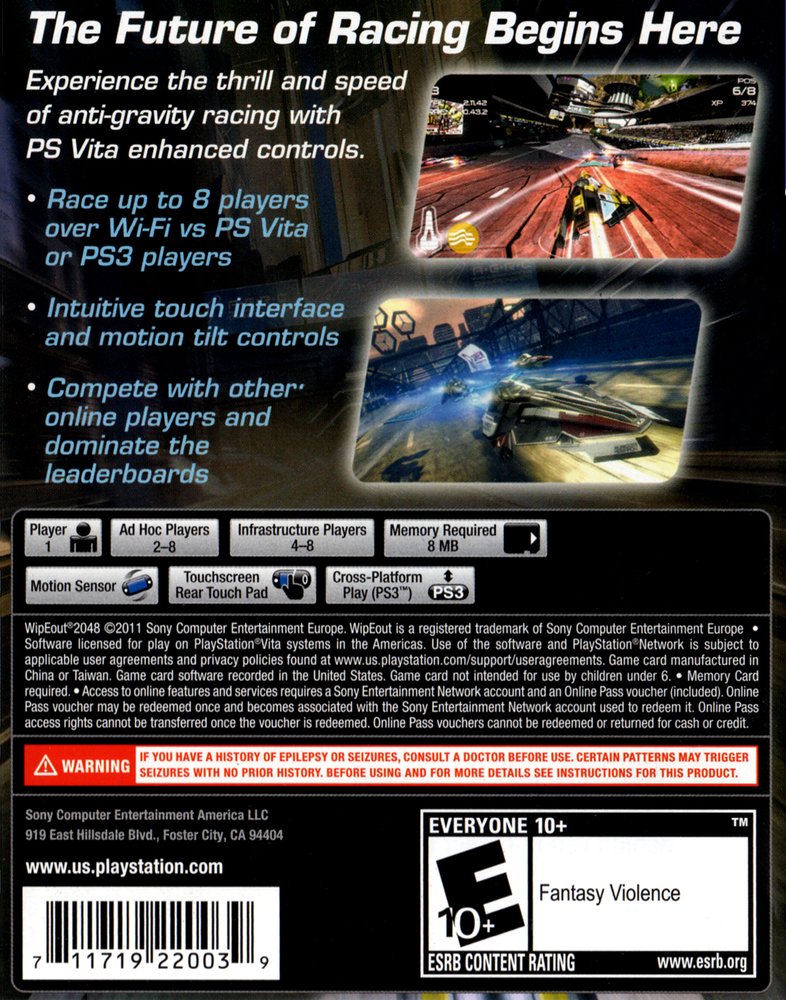 The Future of Racing Begins Here
Experience the thrill and speed
of anti-gravity racing with
PS Vita enhanced controls.
• Race up to 8 players
over Wi-Fi vs PS Vita
or PS3 players
• Intuitive touch interface
and motion tilt controls
• Compete with other
online players and
dominate the
leaderboards
POS
6/8
XP 374
2.11.42
0.43.2
Player
1
Ad Hoc Players
2–8
Infrastructure Players
4–8
Memory Required
8 MB
Motion Sensor
Touchscreen
Rear Touch Pad
Cross-Platform
Play (PS3™)
PS3
WipEout®2048 ©2011 Sony Computer Entertainment Europe. WipEout is a registered trademark of Sony Computer Entertainment Europe •
Software licensed for play on PlayStation®Vita systems in the Americas. Use of the software and PlayStation®Network is subject to
applicable user agreements and privacy policies found at www.us.playstation.com/support/useragreements. Game card manufactured in
China or Taiwan. Game card software recorded in the United States. Game card not intended for use by children under 6. • Memory Card
required. • Access to online features and services requires a Sony Entertainment Network account and an Online Pass voucher (included). Online
Pass voucher may be redeemed once and becomes associated with the Sony Entertainment Network account used to redeem it. Online Pass
access rights cannot be transferred once the voucher is redeemed. Online Pass vouchers cannot be redeemed or returned for cash or credit.
WARNING
IF YOU HAVE A HISTORY OF EPILEPSY OR SEIZURES, CONSULT A DOCTOR BEFORE USE. CERTAIN PATTERNS MAY TRIGGER
SEIZURES WITH NO PRIOR HISTORY. BEFORE USING AND FOR MORE DETAILS SEE INSTRUCTIONS FOR THIS PRODUCT.
Sony Computer Entertainment America LLC
919 East Hillsdale Blvd., Foster City, CA 94404
www.us.playstation.com
7 11719 22003 9
EVERYONE 10+ ™
E
10+
Fantasy Violence
ESRB CONTENT RATING www.esrb.org